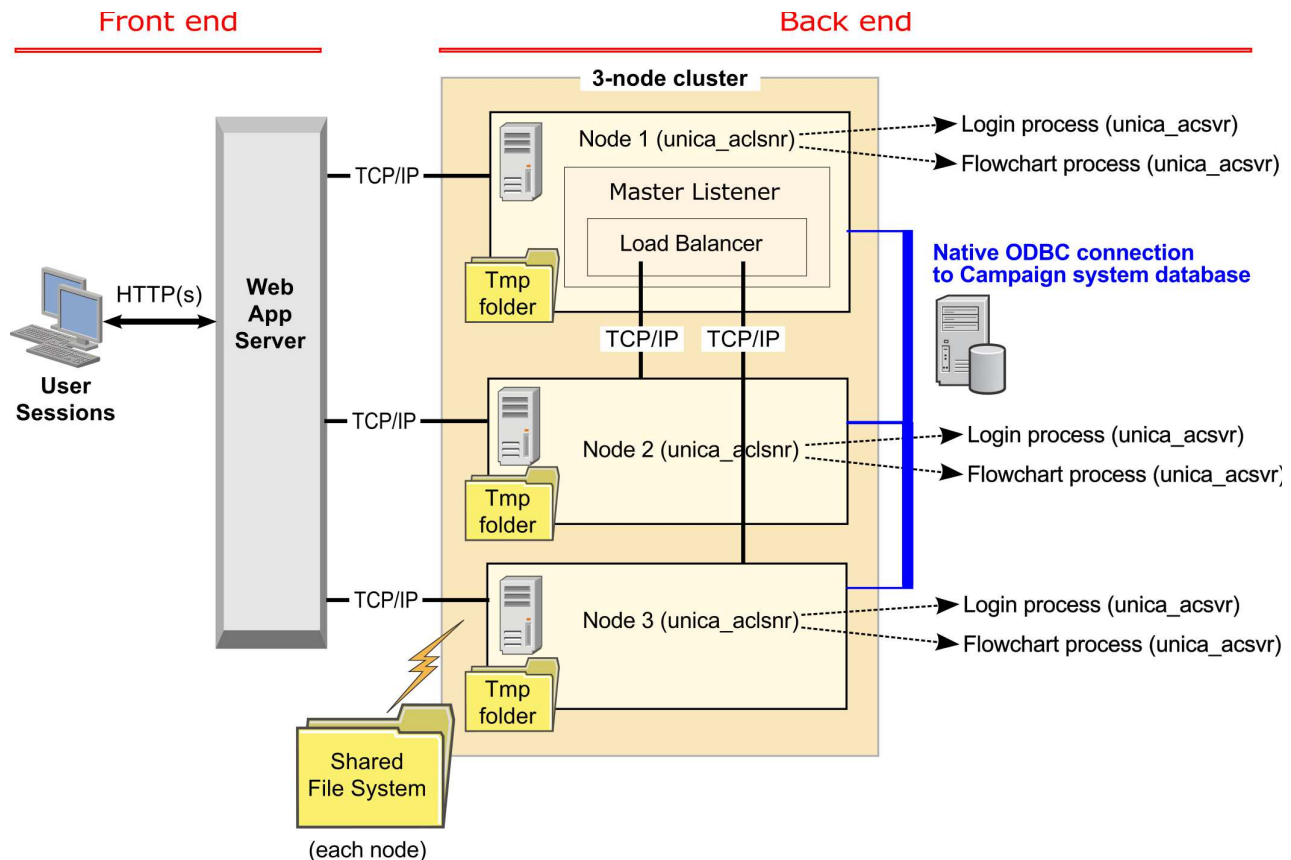 Front end
Back end
3-node cluster
Node 1 (unica_aclsnr)
Login process (unica_acsvr)
Flowchart process (unica_acsvr)
TCP/IP
Master Listener
Load Balancer
Tmp
folder
Native ODBC connection
to Campaign system database
HTTP(s)
Web
App
Server
User
Sessions
TCP/IP
TCP/IP
TCP/IP
Node 2 (unica_aclsnr)
Login process (unica_acsvr)
Flowchart process (unica_acsvr)
Tmp
folder
TCP/IP
Node 3 (unica_aclsnr)
Login process (unica_acsvr)
Flowchart process (unica_acsvr)
Tmp
folder
Shared
File System
(each node)